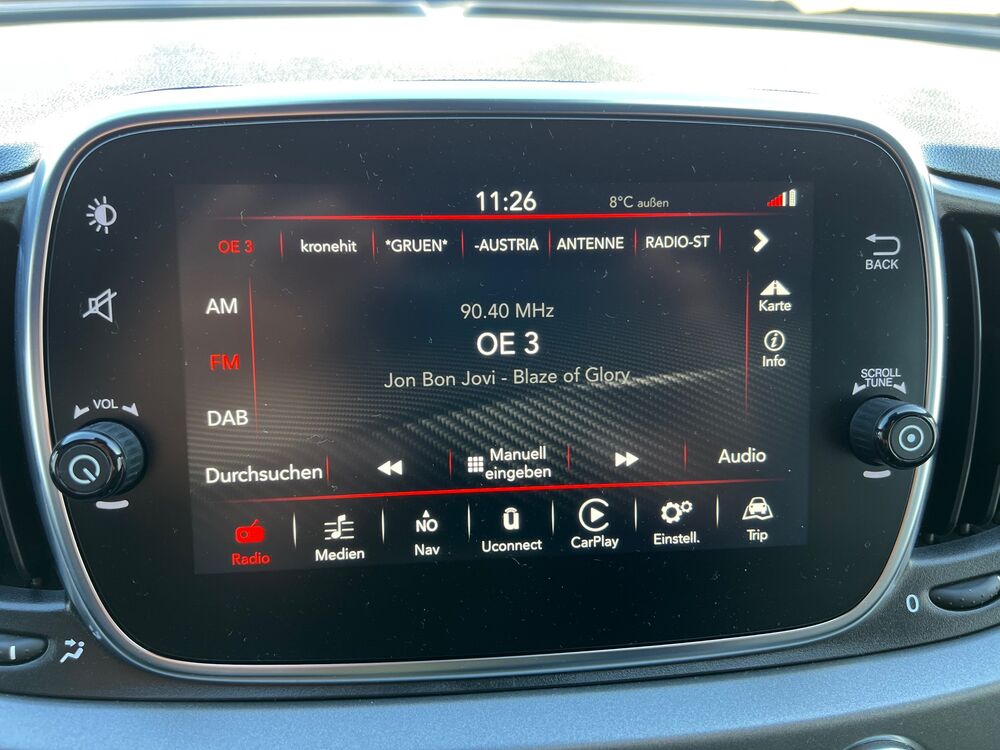 11:26
8°C außen
OE 3
kronehit
*GRUEN*
-AUSTRIA
ANTENNE
RADIO-ST
BACK
AM
FM
DAB
90.40 MHz
OE 3
Jon Bon Jovi - Blaze of Glory
Karte
i
Info
VOL
SCROLL
TUNE
Durchsuchen
Manuell
eingeben
Audio
Radio
Medien
NO
Nav
u
Uconnect
CarPlay
Einstell.
Trip
0